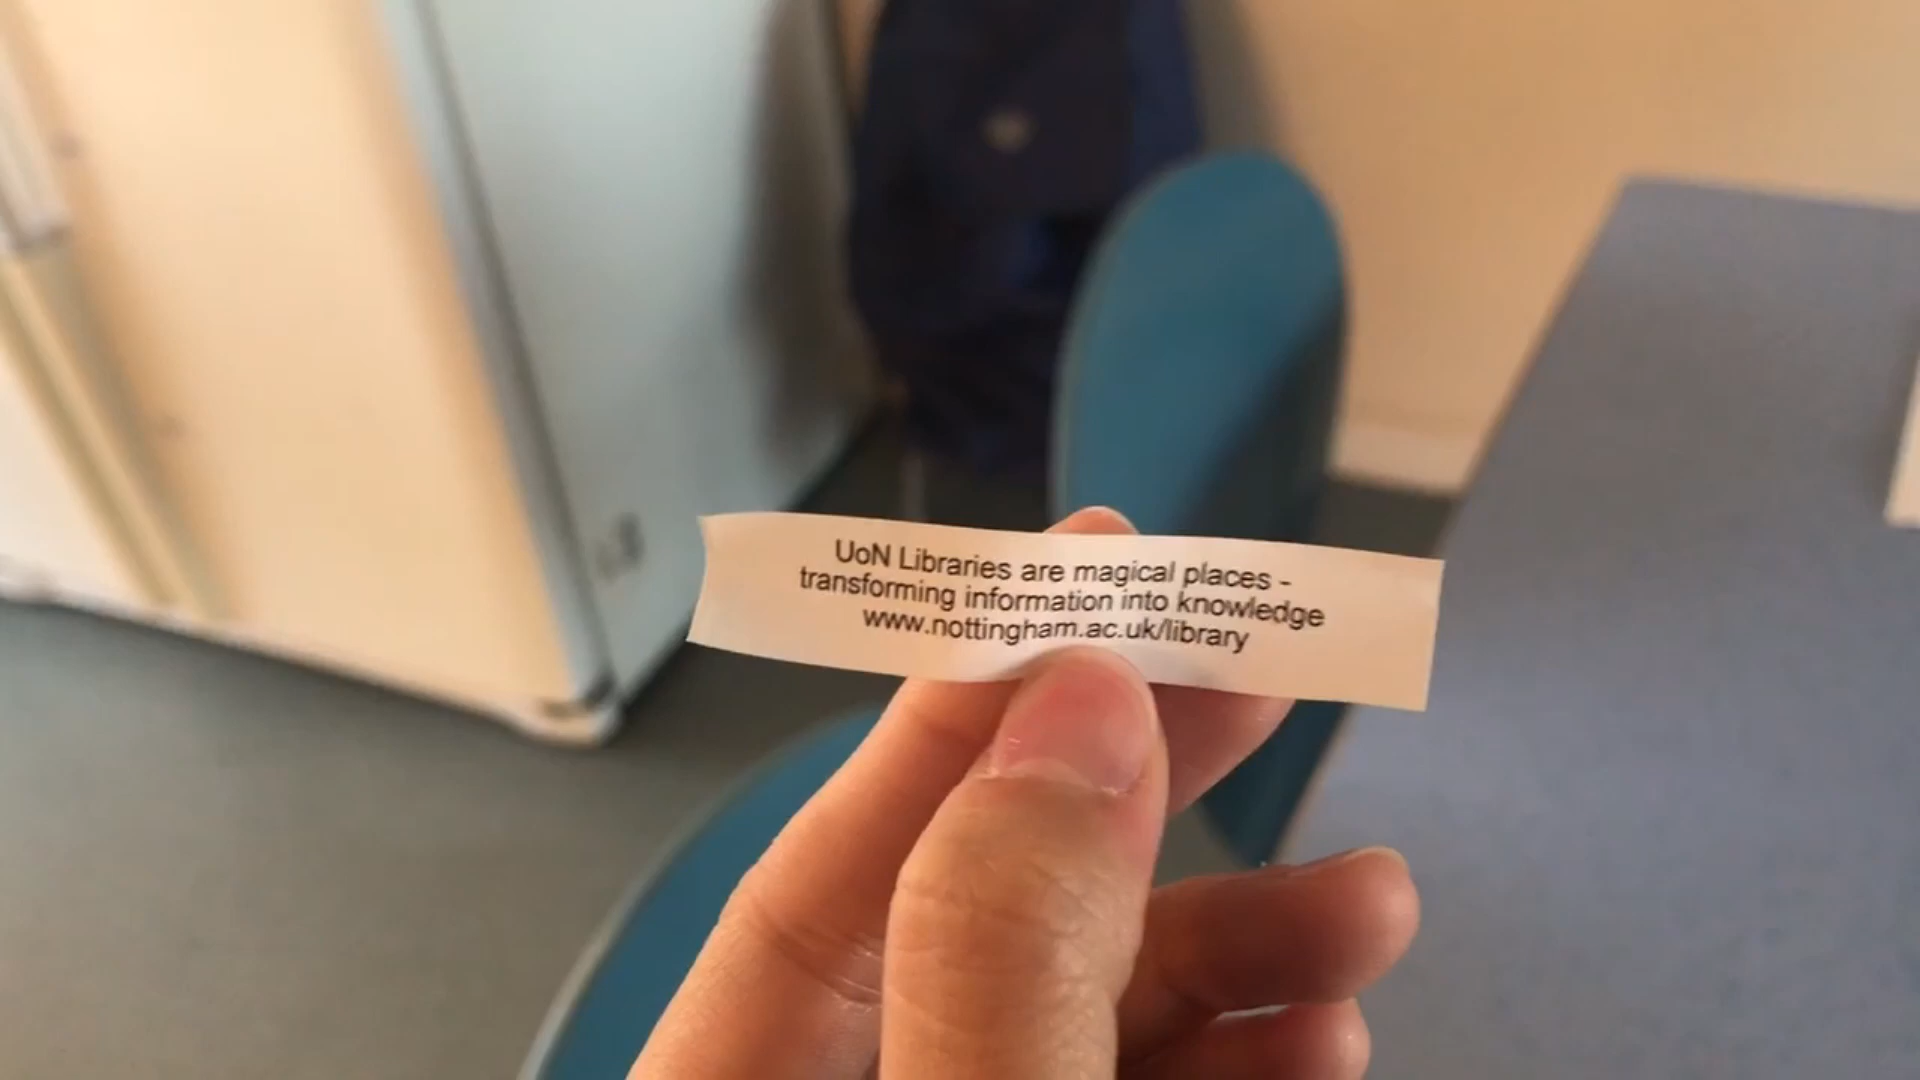 UoN Libraries are magical places -
transforming information into knowledge
www.nottingham.ac.uk/library